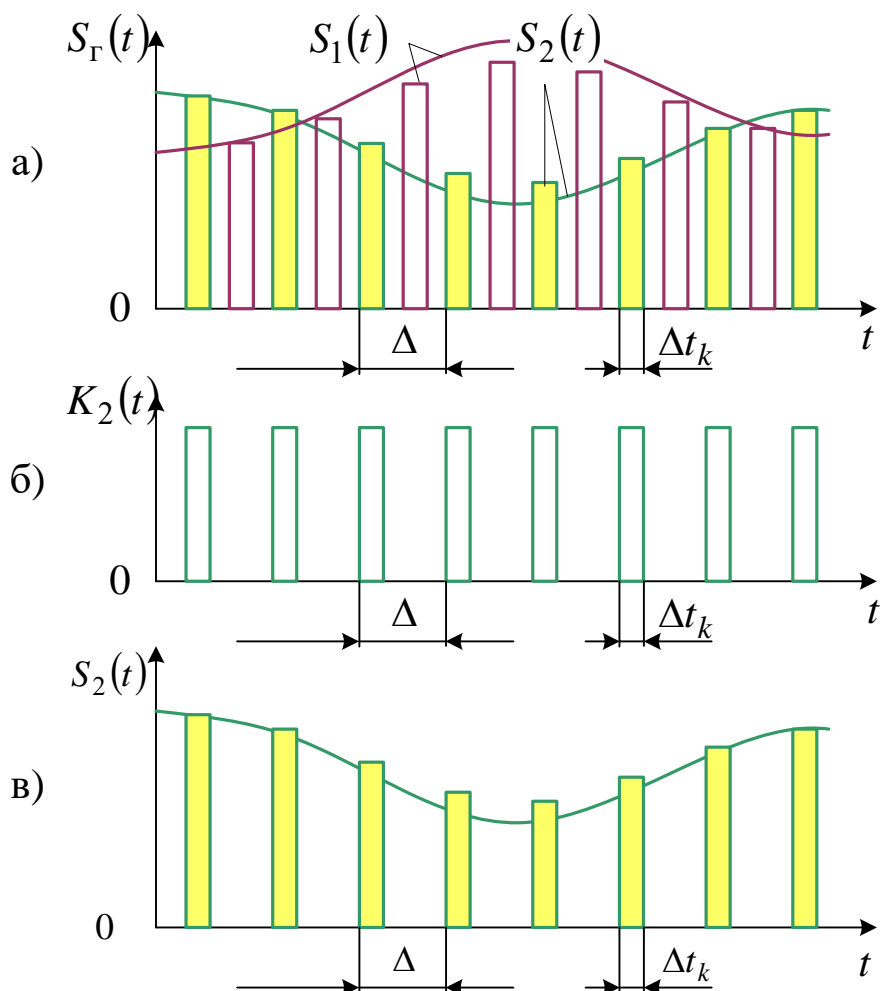 S_г(t) S_1(t) S_2(t)
а)
0
Δ Δt_k t
K_2(t)
б)
0
Δ Δt_k t
S_2(t)
в)
0
Δ Δt_k t